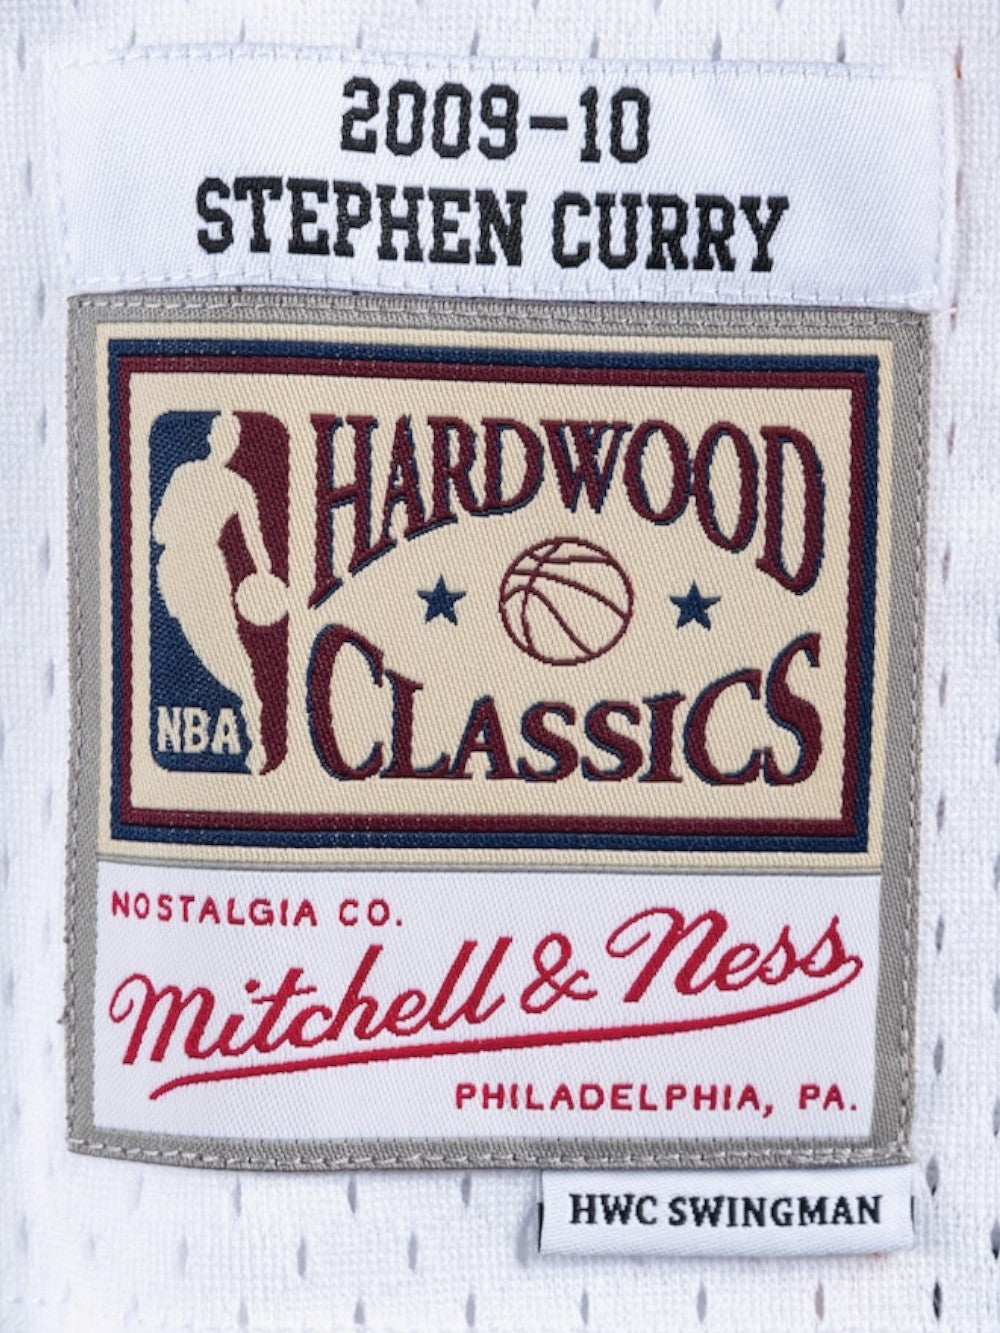 2009-10
STEPHEN CURRY
HARDWOOD
CLASSICS
NBA
NOSTALGIA CO.
Mitchell & Ness
PHILADELPHIA, PA.
HWC SWINGMAN